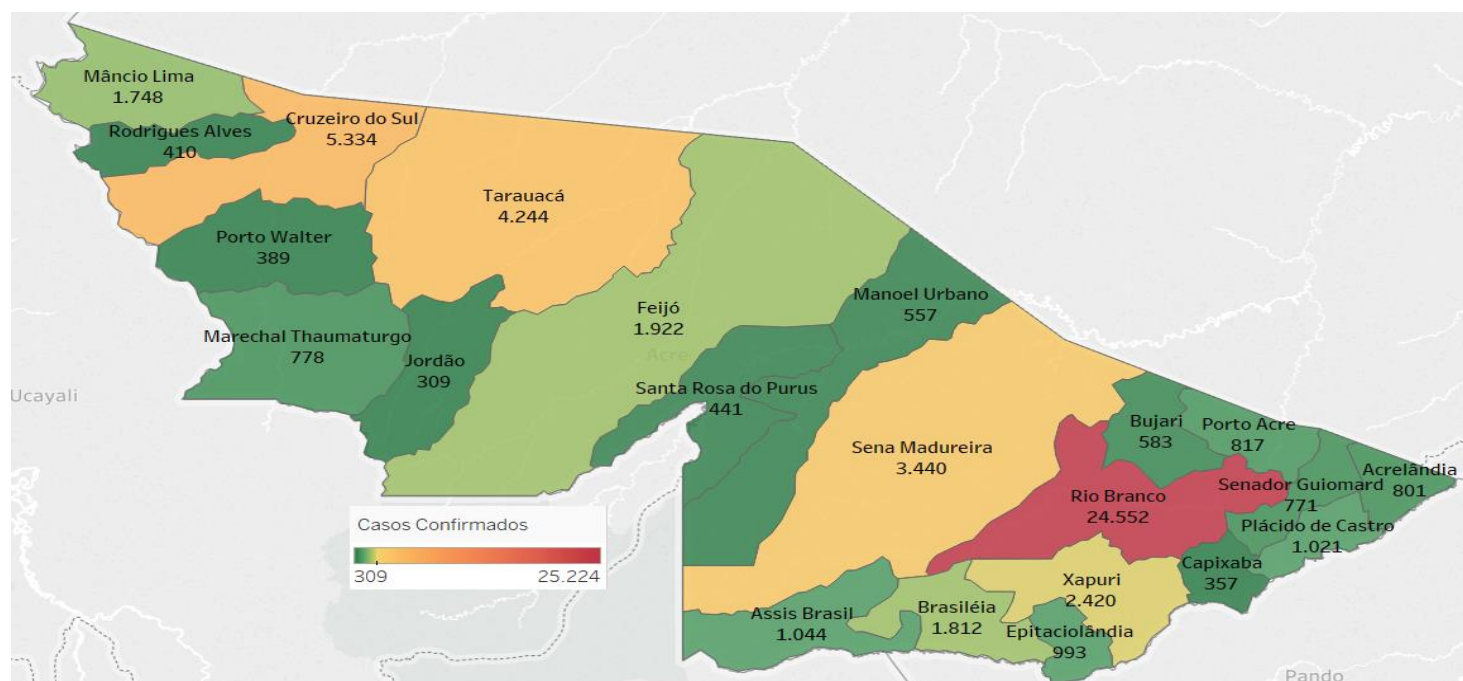 Mâncio Lima
1.748
Rodrigues Alves
410
Cruzeiro do Sul
5.334
Tarauacá
4.244
Porto Walter
389
Marechal Thaumaturgo
778
Jordão
309
Feijó
1.922
Acre
Manoel Urbano
557
Santa Rosa do Purus
441
Ucayali
Sena Madureira
3.440
Bujari
583
Porto Acre
817
Acrelândia
801
Senador Guiomard
771
Rio Branco
24.552
Plácido de Castro
1.021
Capixaba
357
Xapuri
2.420
Assis Brasil
1.044
Brasiléia
1.812
Epitaciolândia
993
Pando
Casos Confirmados
309
25.224